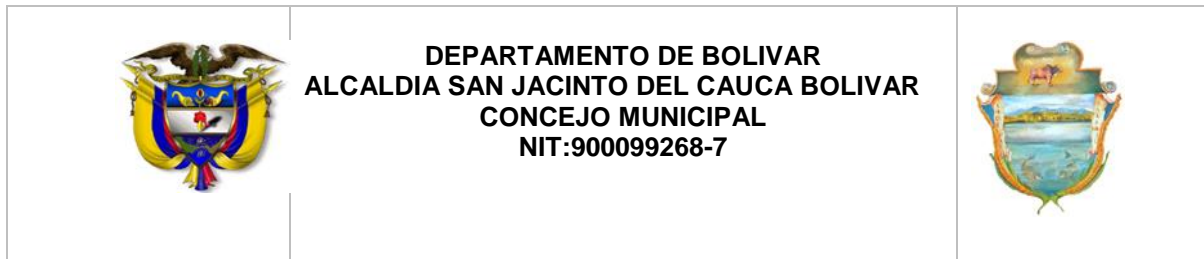 DEPARTAMENTO DE BOLIVAR
ALCALDIA SAN JACINTO DEL CAUCA BOLIVAR
CONCEJO MUNICIPAL
NIT:900099268-7